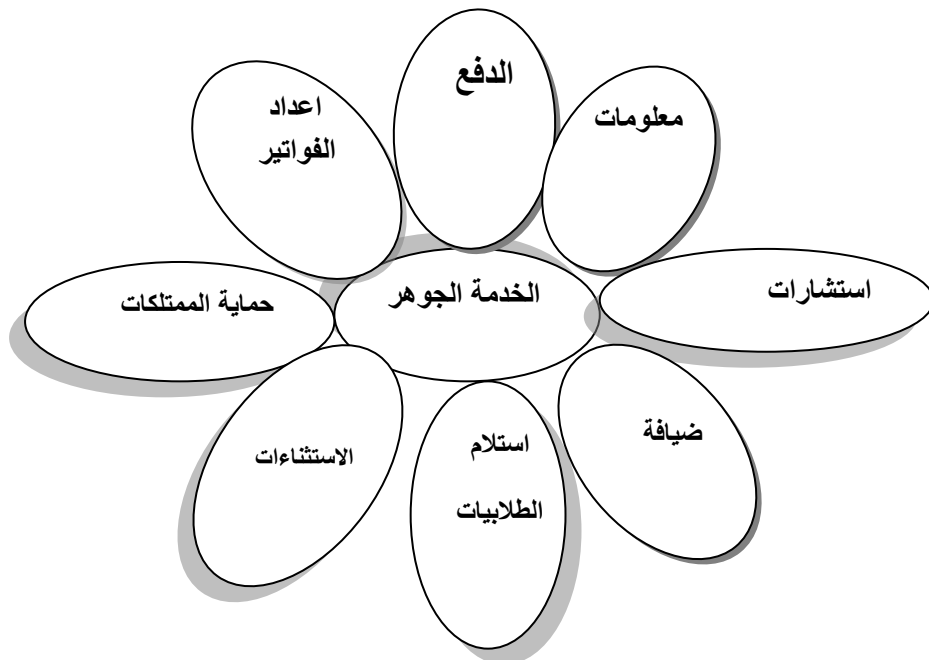 الدفع
معلومات
اعداد
الفواتير
استشارات
الخدمة الجوهر
حماية الممتلكات
ضيافة
استلام
الطلابيات
الاستثناءات